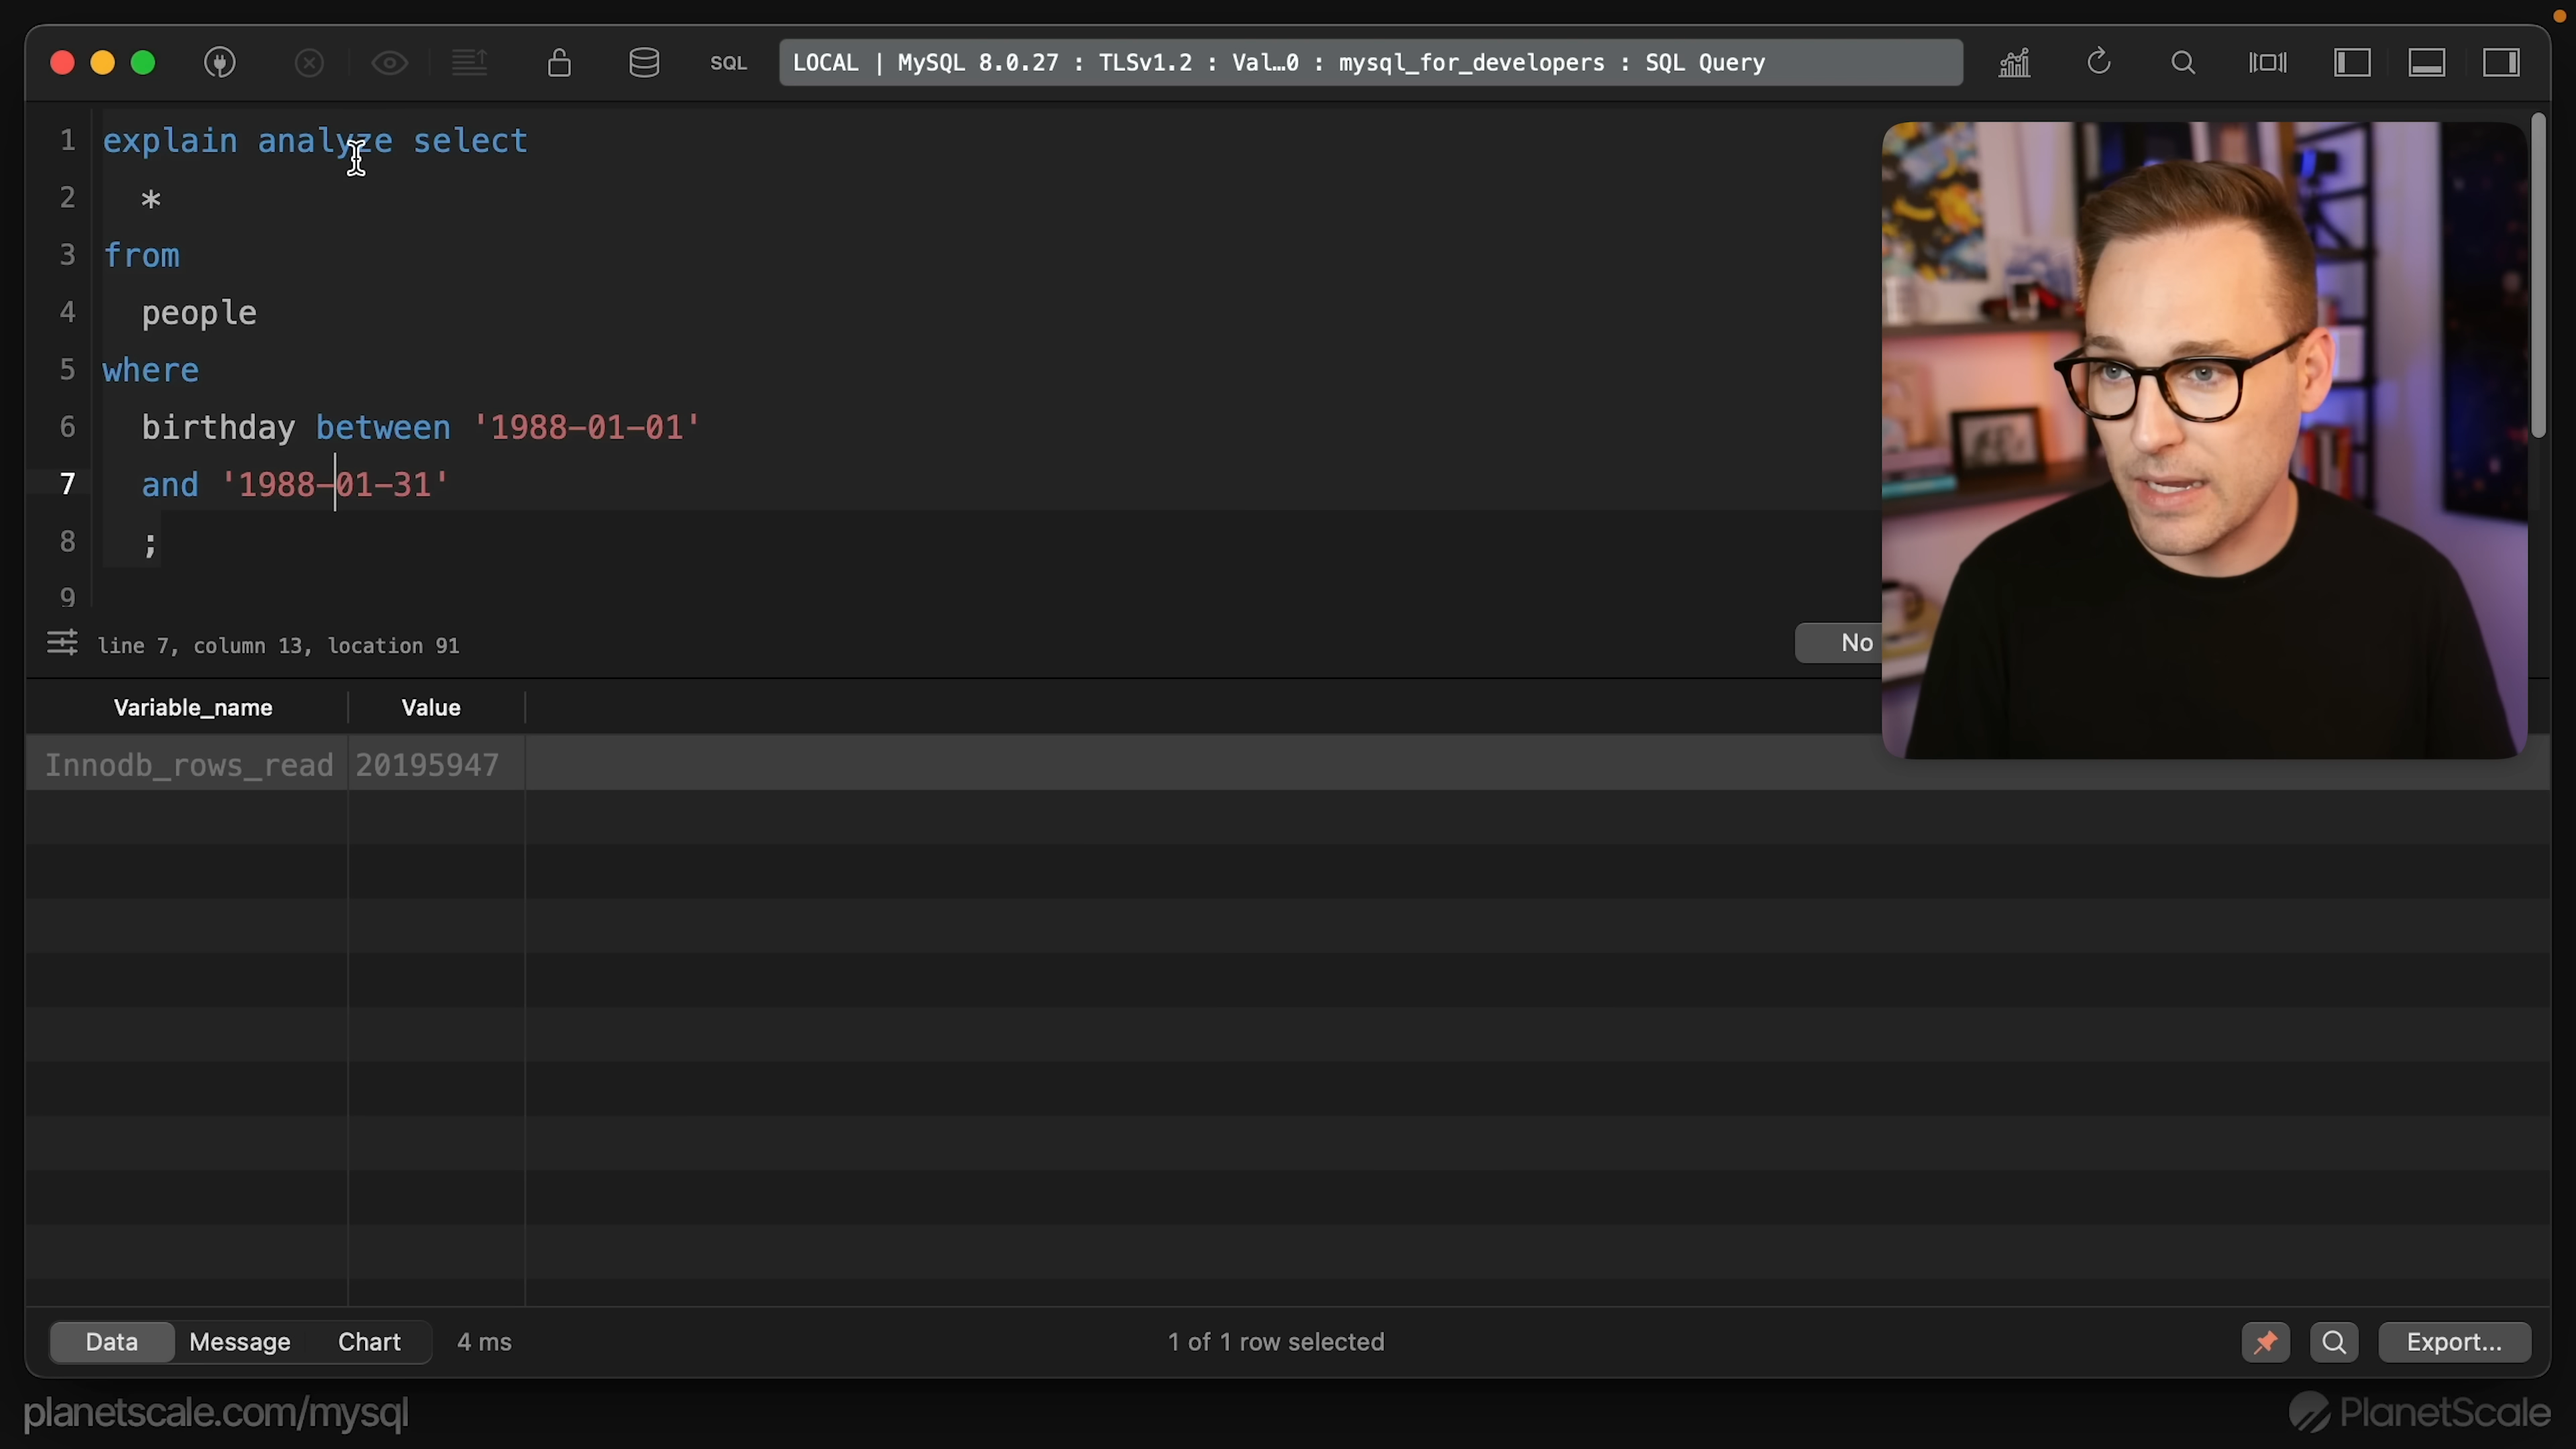 SQL
LOCAL | MySQL 8.0.27 : TLSv1.2 : Val…0 : mysql_for_developers : SQL Query
1 explain analyze select
2 *
3 from
4 people
5 where
6 birthday between '1988-01-01'
7 and '1988-01-31'
8 ;
9
line 7, column 13, location 91
No
Variable_name Value
Innodb_rows_read 20195947
Data Message Chart 4 ms
1 of 1 row selected
Export...
planetscale.com/mysql
PlanetScale